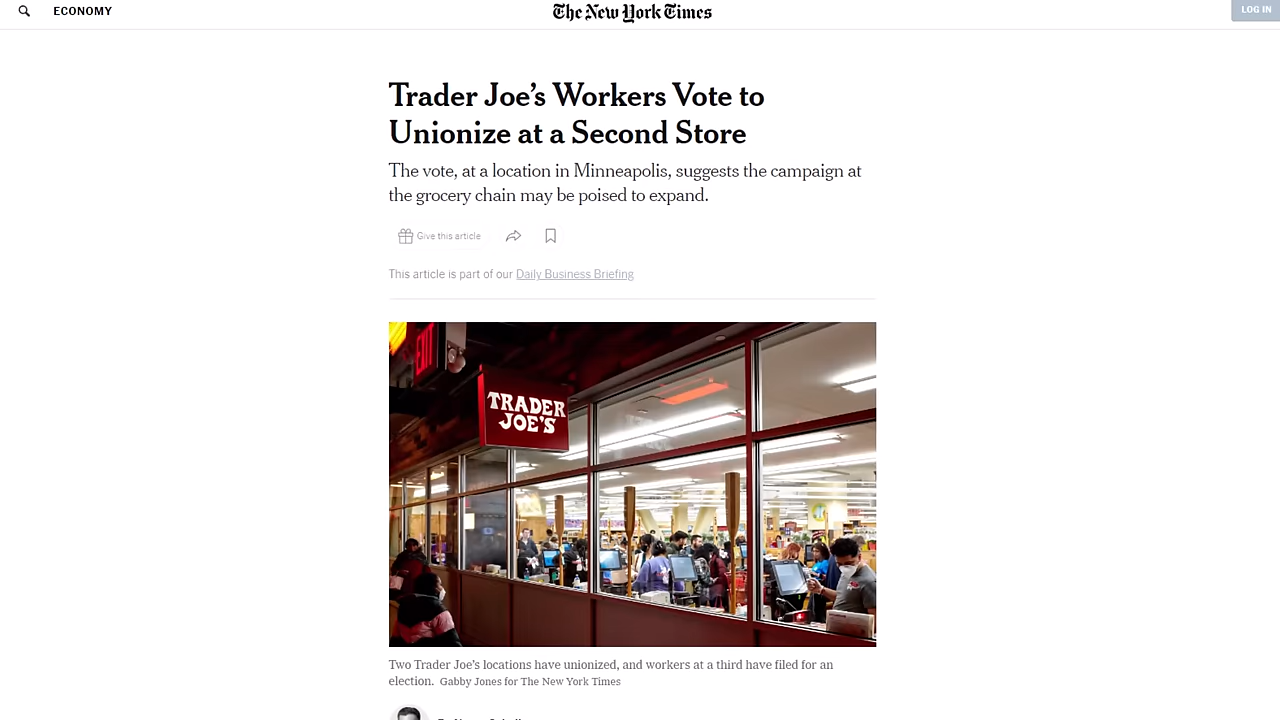 ECONOMY
The New York Times
LOG IN
Trader Joe's Workers Vote to
Unionize at a Second Store
The vote, at a location in Minneapolis, suggests the campaign at
the grocery chain may be poised to expand.
Give this article
This article is part of our Daily Business Briefing
EXIT
TRADER
JOE'S
Two Trader Joe's locations have unionized, and workers at a third have filed for an
election. Gabby Jones for The New York Times